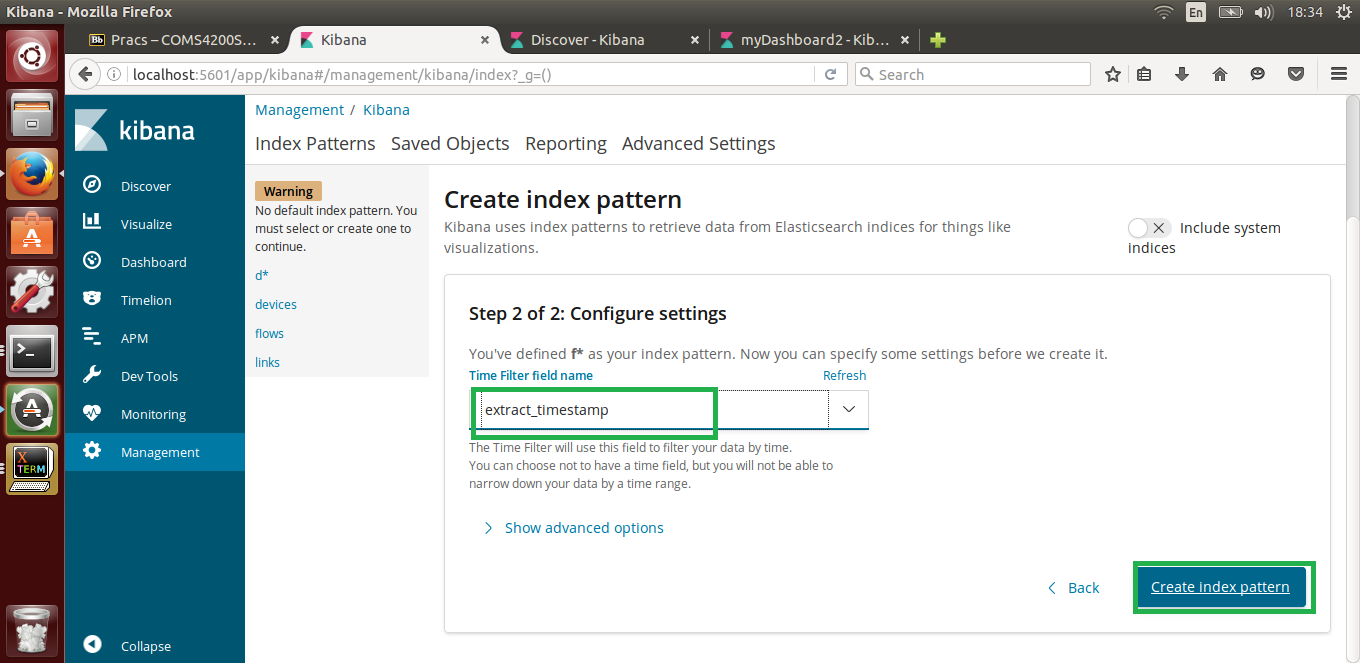 Kibana - Mozilla Firefox
En
18:34
Bb Pracs – COMS4200S...
Kibana
Discover - Kibana
myDashboard2 - Kib...
localhost:5601/app/kibana#/management/kibana/index?_g=()
Search
kibana
Discover
Visualize
Dashboard
Timelion
APM
Dev Tools
Monitoring
Management
Collapse
X
TERM
Management / Kibana
Index Patterns Saved Objects Reporting Advanced Settings
Warning
No default index pattern. You
must select or create one to
continue.
d*
devices
flows
links
Create index pattern
Kibana uses index patterns to retrieve data from Elasticsearch indices for things like
visualizations.
Include system
indices
Step 2 of 2: Configure settings
You've defined f* as your index pattern. Now you can specify some settings before we create it.
Time Filter field name
Refresh
extract_timestamp
The Time Filter will use this field to filter your data by time.
You can choose not to have a time field, but you will not be able to
narrow down your data by a time range.
Show advanced options
Back
Create index pattern